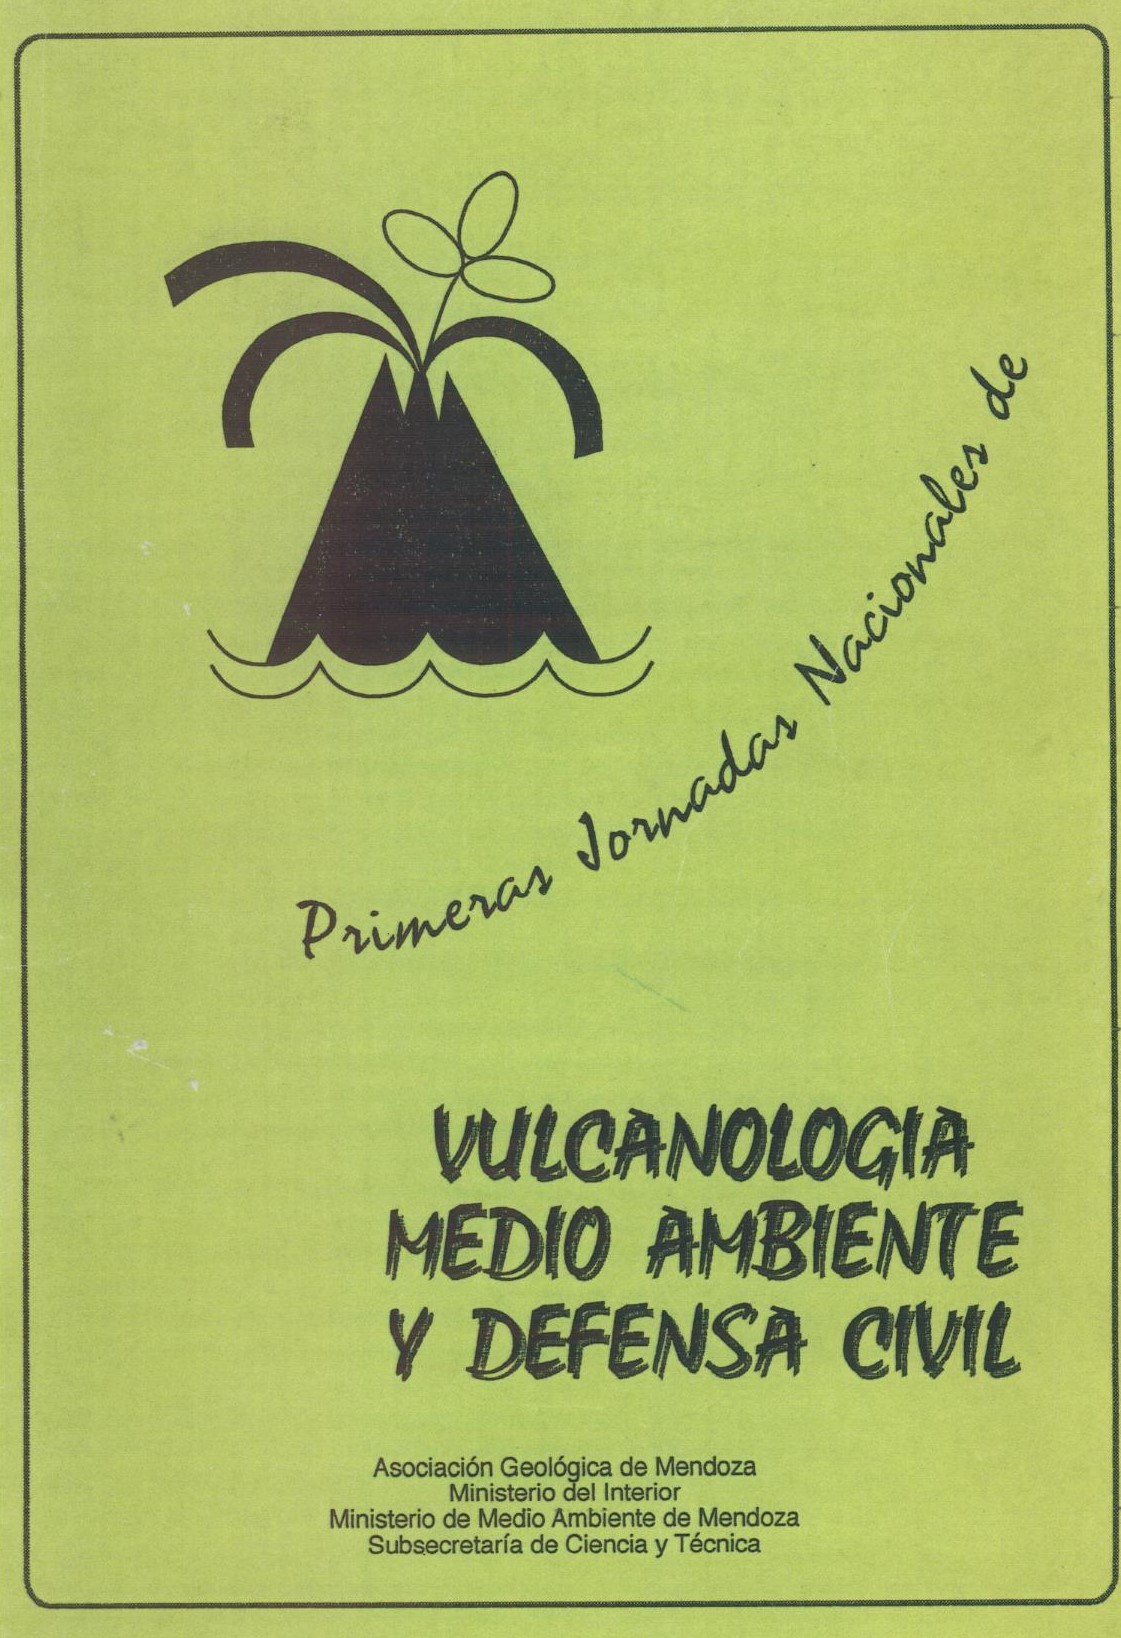 Primeras Jornadas Nacionales de
VULCANOLOGIA
MEDIO AMBIENTE
Y DEFENSA CIVIL
Asociación Geológica de Mendoza
Ministerio del Interior
Ministerio de Medio Ambiente de Mendoza
Subsecretaría de Ciencia y Técnica